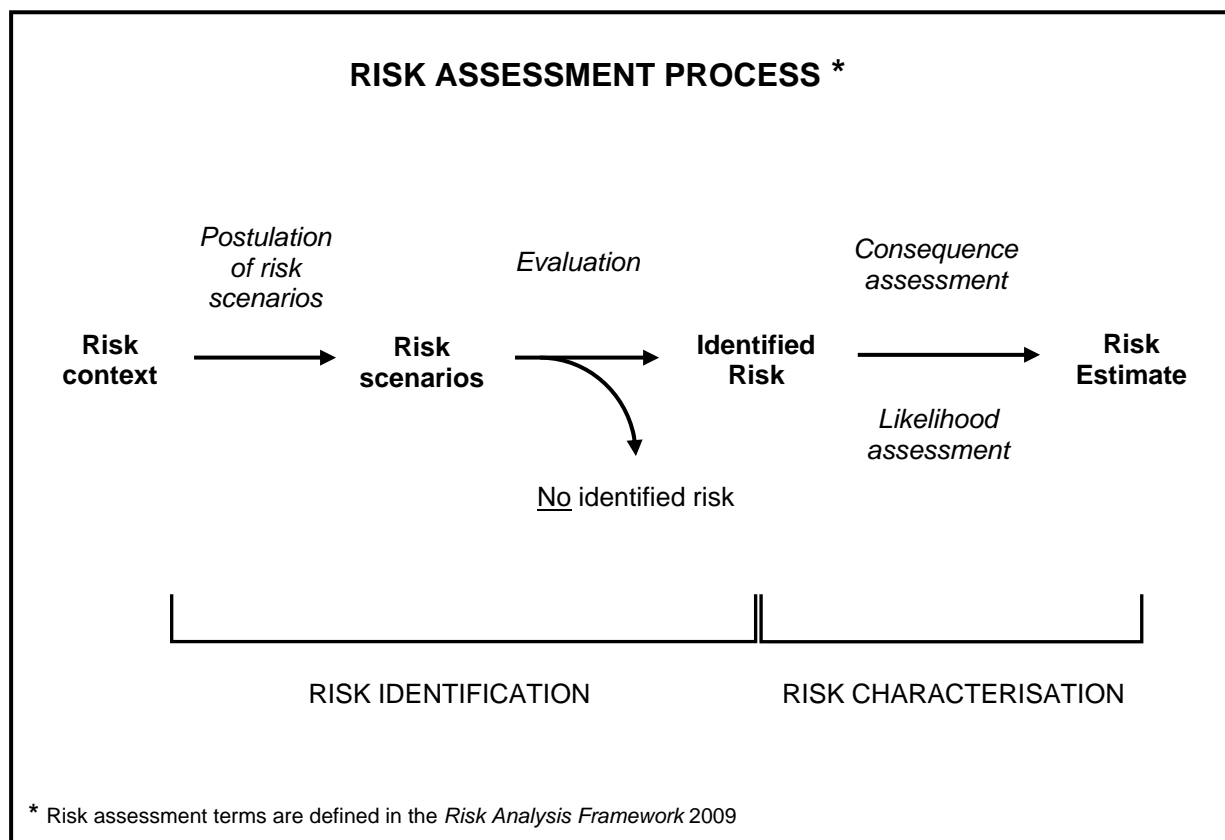 RISK ASSESSMENT PROCESS *
Postulation
of risk
scenarios
Evaluation
Consequence
assessment
Risk
context
Risk
scenarios
Identified
Risk
Risk
Estimate
Likelihood
assessment
No identified risk
RISK IDENTIFICATION
RISK CHARACTERISATION
* Risk assessment terms are defined in the Risk Analysis Framework 2009